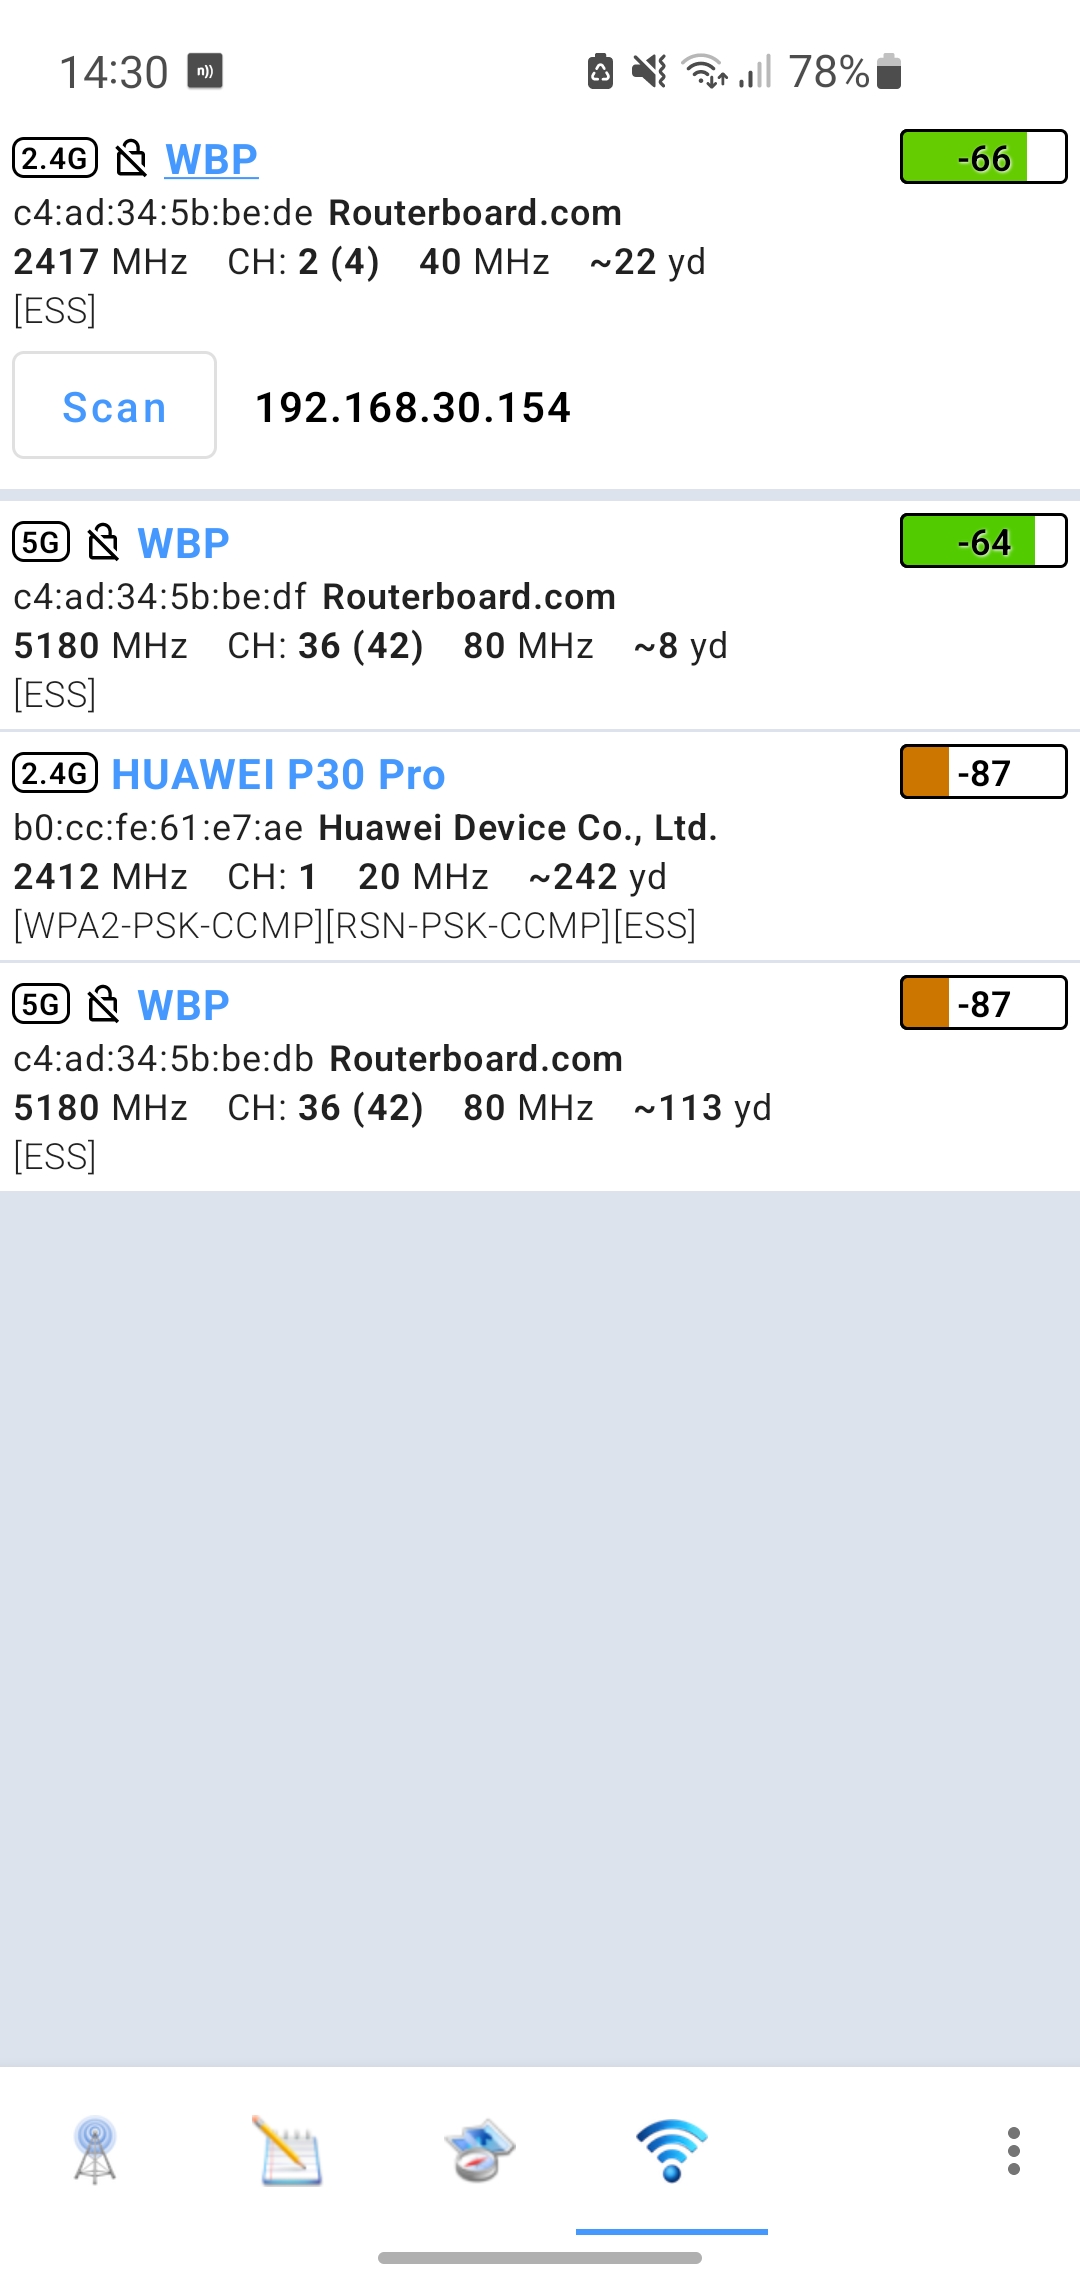 14:30 n)) 78%
2.4G WBP -66
c4:ad:34:5b:be:de Routerboard.com
2417 MHz CH: 2 (4) 40 MHz ~22 yd
[ESS]
Scan 192.168.30.154
5G WBP -64
c4:ad:34:5b:be:df Routerboard.com
5180 MHz CH: 36 (42) 80 MHz ~8 yd
[ESS]
2.4G HUAWEI P30 Pro -87
b0:cc:fe:61:e7:ae Huawei Device Co., Ltd.
2412 MHz CH: 1 20 MHz ~242 yd
[WPA2-PSK-CCMP][RSN-PSK-CCMP][ESS]
5G WBP -87
c4:ad:34:5b:be:db Routerboard.com
5180 MHz CH: 36 (42) 80 MHz ~113 yd
[ESS]